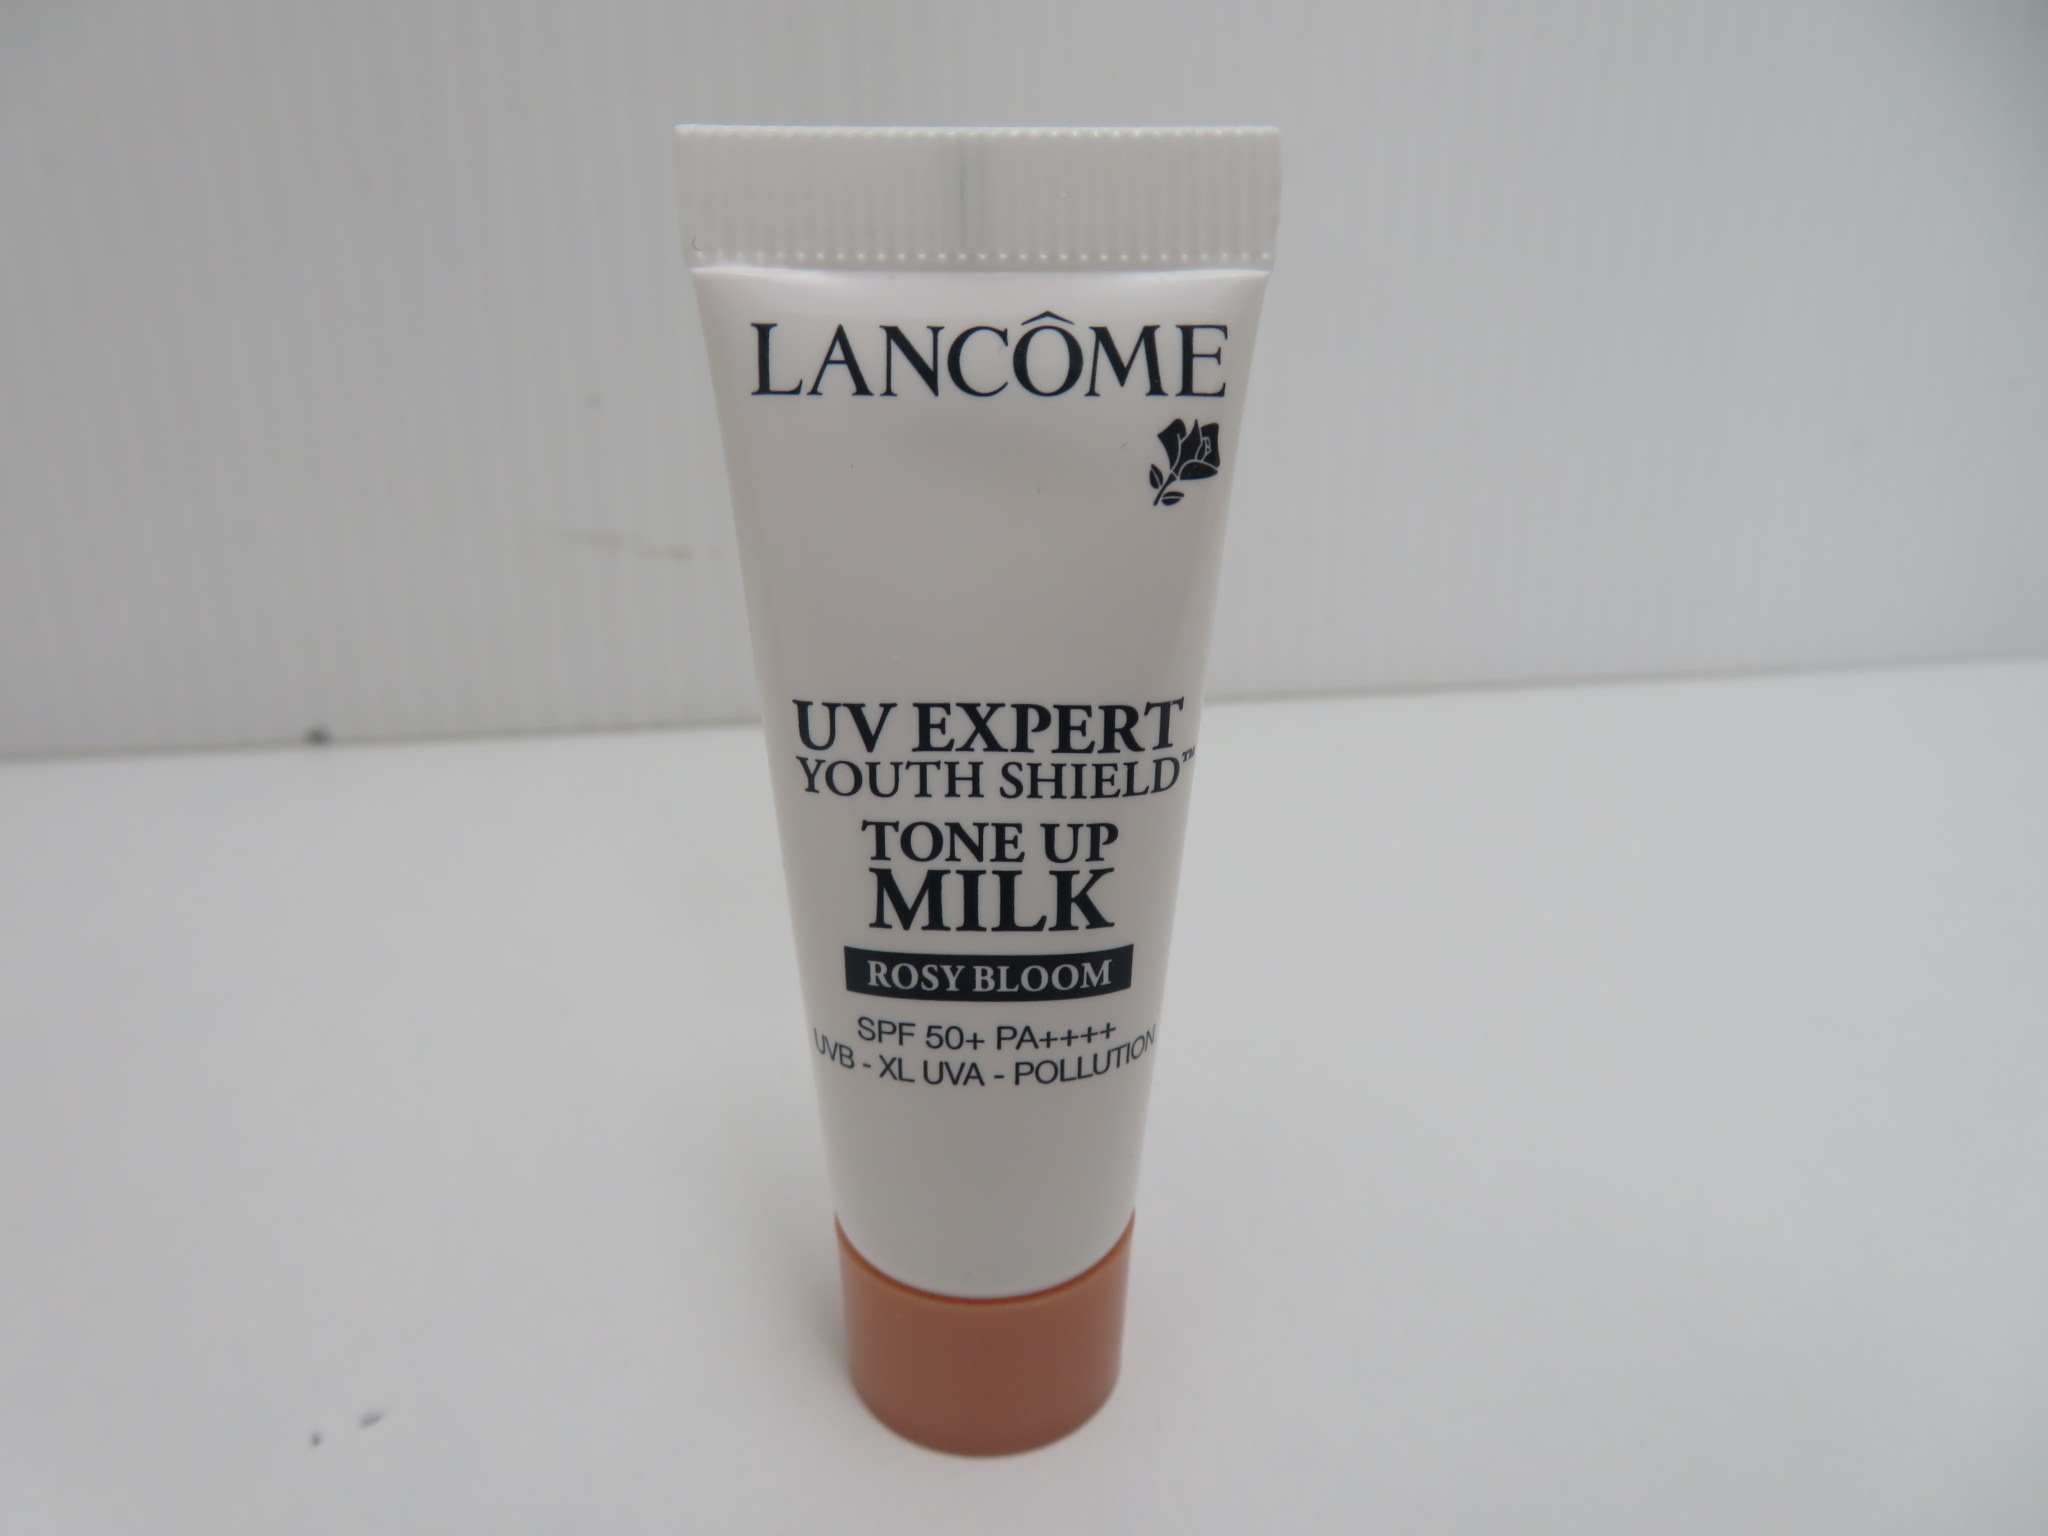 LANCÔME
UV EXPERT
YOUTH SHIELD™
TONE UP
MILK
ROSY BLOOM
SPF 50+ PA++++
UVB - XL UVA - POLLUTION